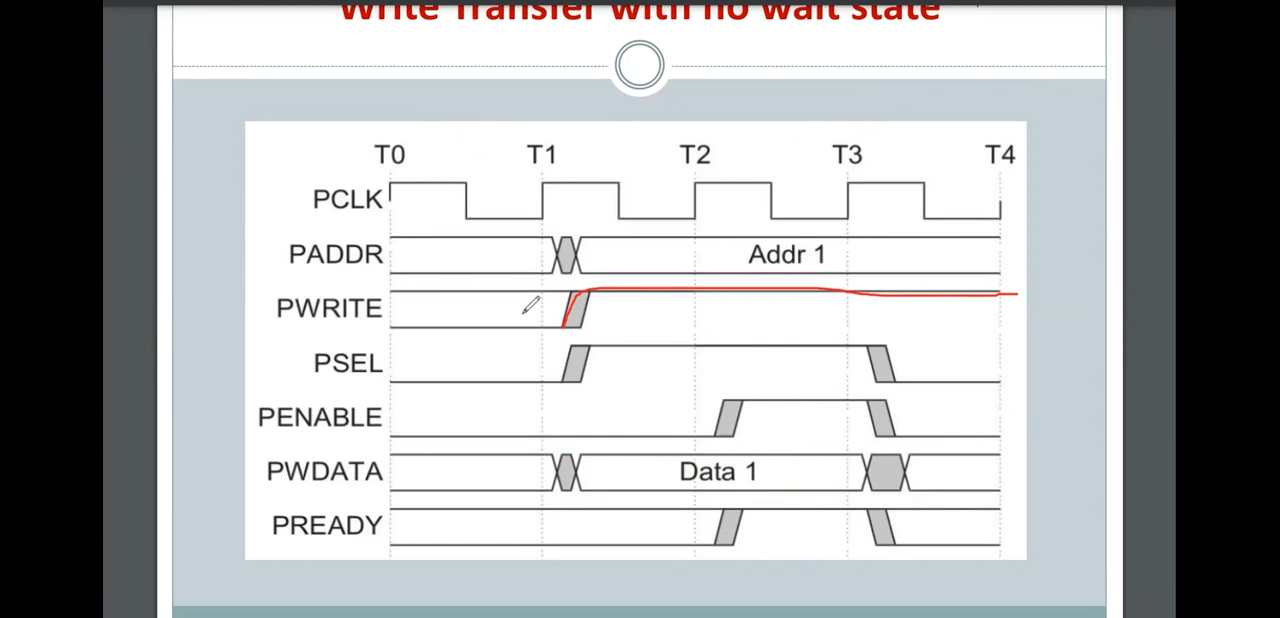 Write Transfer with no wait state
T0 T1 T2 T3 T4
PCLK
PADDR Addr 1
PWRITE
PSEL
PENABLE
PWDATA Data 1
PREADY